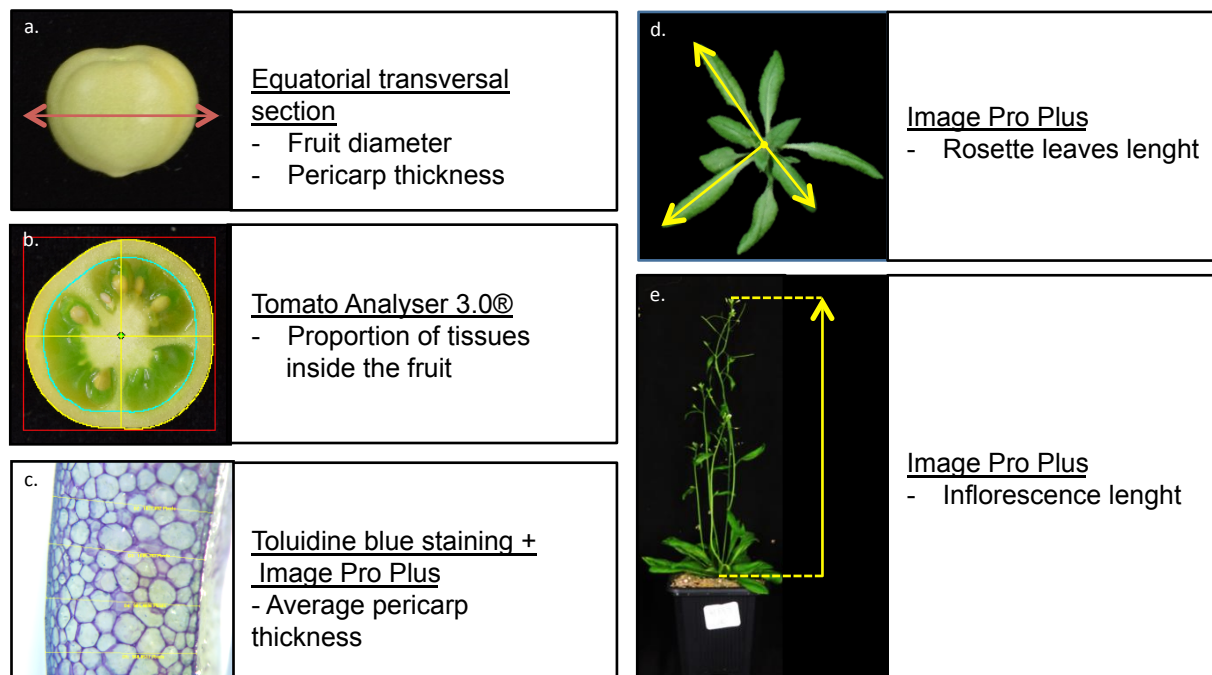 a.
Equatorial transversal
section
- Fruit diameter
- Pericarp thickness
b.
Tomato Analyser 3.0®
- Proportion of tissues
inside the fruit
c.
Toluidine blue staining +
Image Pro Plus
- Average pericarp
thickness
d.
Image Pro Plus
- Rosette leaves lenght
e.
Image Pro Plus
- Inflorescence lenght